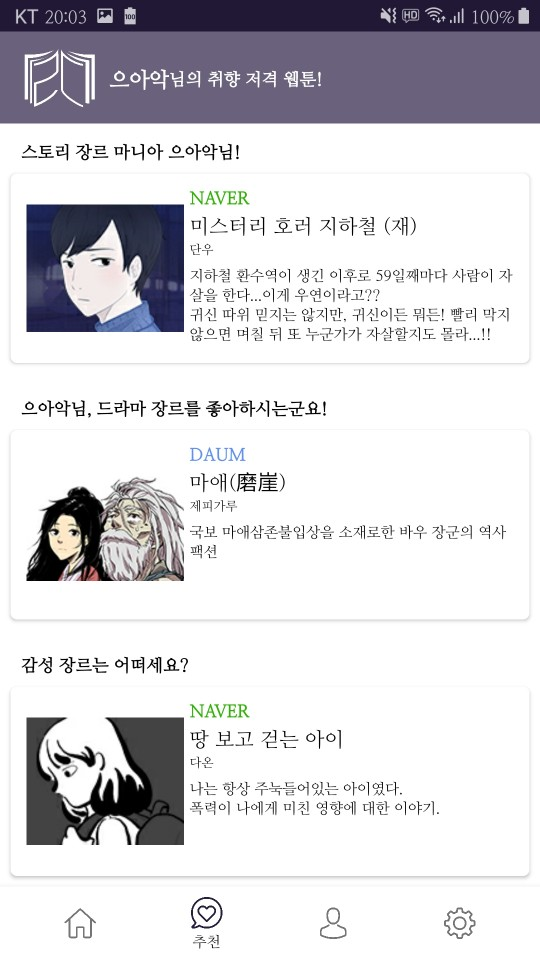 KT 20:03 100 HD 100%
으아악님의 취향 저격 웹툰!
스토리 장르 마니아 으아악님!
NAVER
미스터리 호러 지하철 (재)
단우
지하철 환수역이 생긴 이후로 59일째마다 사람이 자
살을 한다...이게 우연이라고??
귀신 따위 믿지는 않지만, 귀신이든 뭐든! 빨리 막지
않으면 며칠 뒤 또 누군가가 자살할지도 몰라...!!
으아악님, 드라마 장르를 좋아하시는군요!
DAUM
마애(磨崖)
제피가루
국보 마애삼존불입상을 소재로한 바우 장군의 역사
팩션
감성 장르는 어떠세요?
NAVER
땅 보고 걷는 아이
다온
나는 항상 주눅들어있는 아이였다.
폭력이 나에게 미친 영향에 대한 이야기.
추천